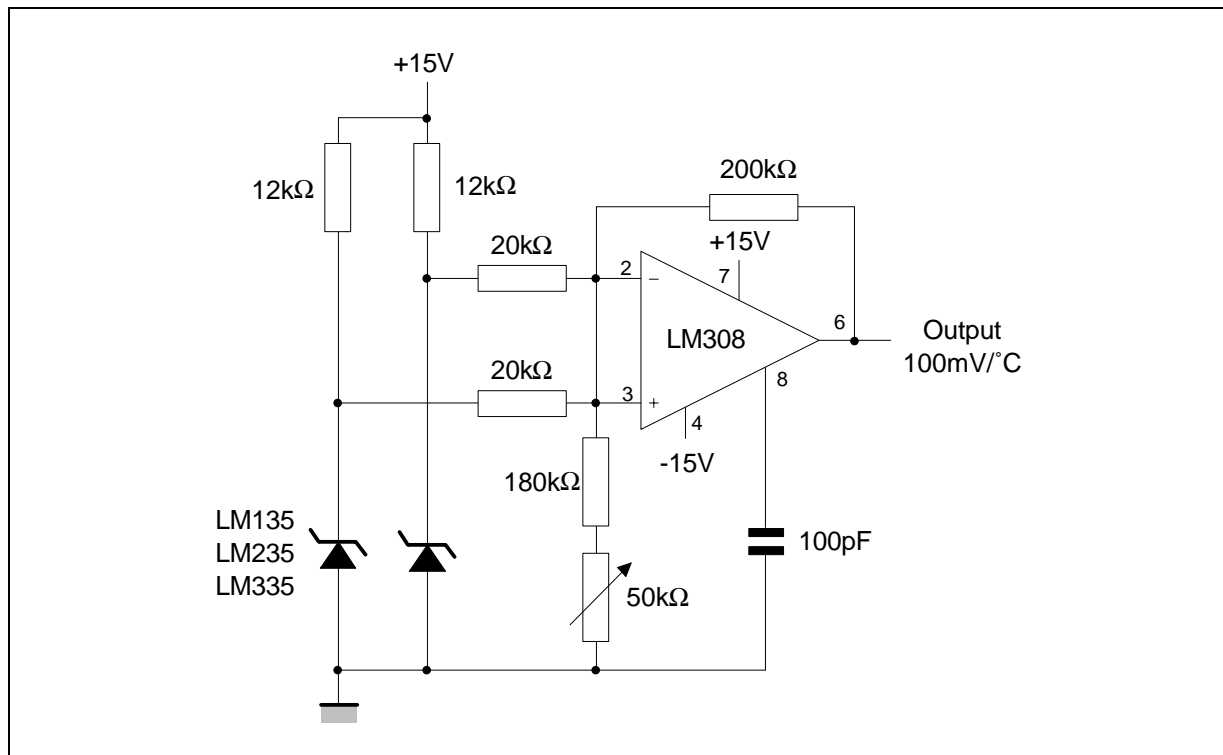 +15V
200kΩ
12kΩ
12kΩ
+15V
20kΩ
2
−
7
6
Output
100mV/°C
LM308
8
20kΩ
3
+
4
-15V
180kΩ
LM135
LM235
LM335
100pF
50kΩ